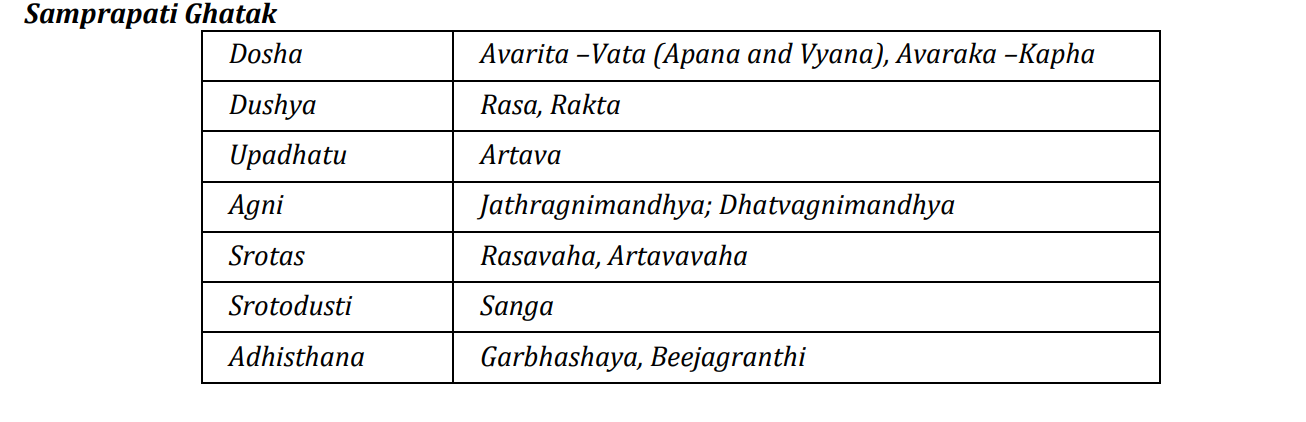 Samprapati Ghatak
Dosha Avarita –Vata (Apana and Vyana), Avaraka –Kapha
Dushya Rasa, Rakta
Upadhatu Artava
Agni Jathragnimandhya; Dhatvagnimandhya
Srotas Rasavaha, Artavavaha
Srotodusti Sanga
Adhisthana Garbhashaya, Beejagranthi